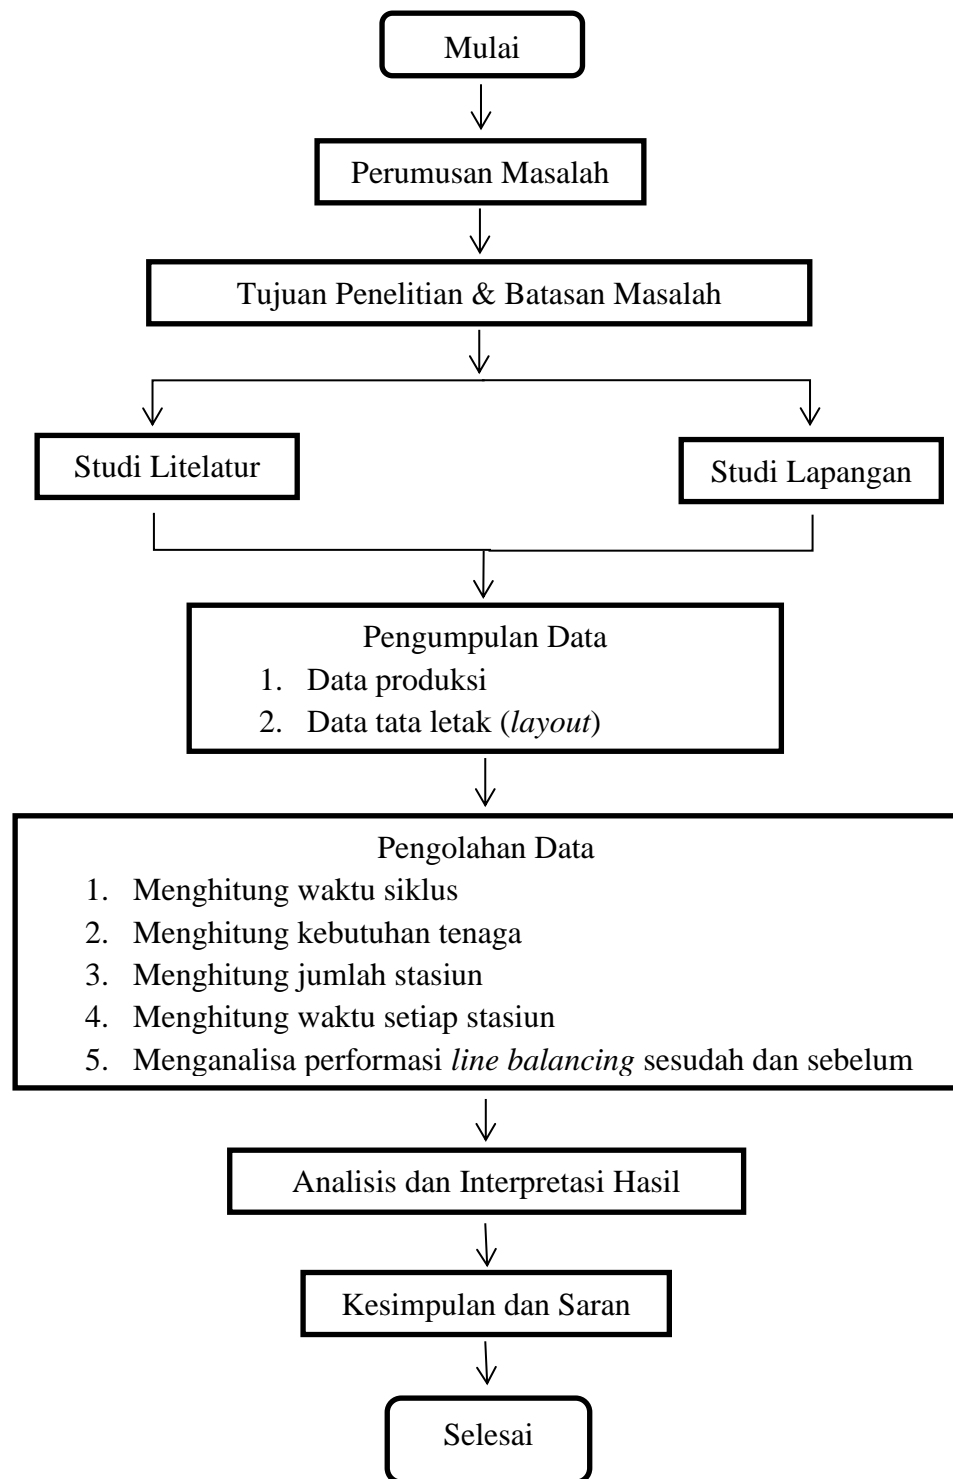 Mulai
Perumusan Masalah
Tujuan Penelitian & Batasan Masalah
Studi Litelatur
Studi Lapangan
Pengumpulan Data
1. Data produksi
2. Data tata letak (layout)
Pengolahan Data
1. Menghitung waktu siklus
2. Menghitung kebutuhan tenaga
3. Menghitung jumlah stasiun
4. Menghitung waktu setiap stasiun
5. Menganalisa performasi line balancing sesudah dan sebelum
Analisis dan Interpretasi Hasil
Kesimpulan dan Saran
Selesai